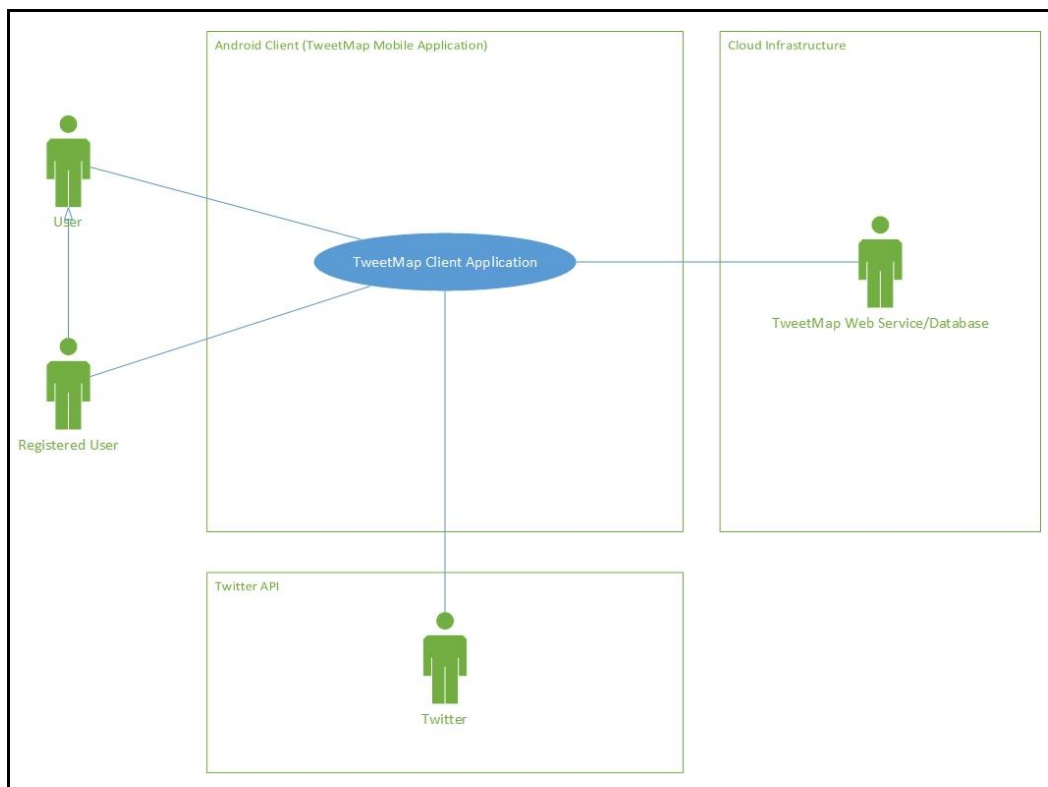 Android Client (TweetMap Mobile Application)
Cloud Infrastructure
User
TweetMap Client Application
TweetMap Web Service/Database
Registered User
Twitter API
Twitter